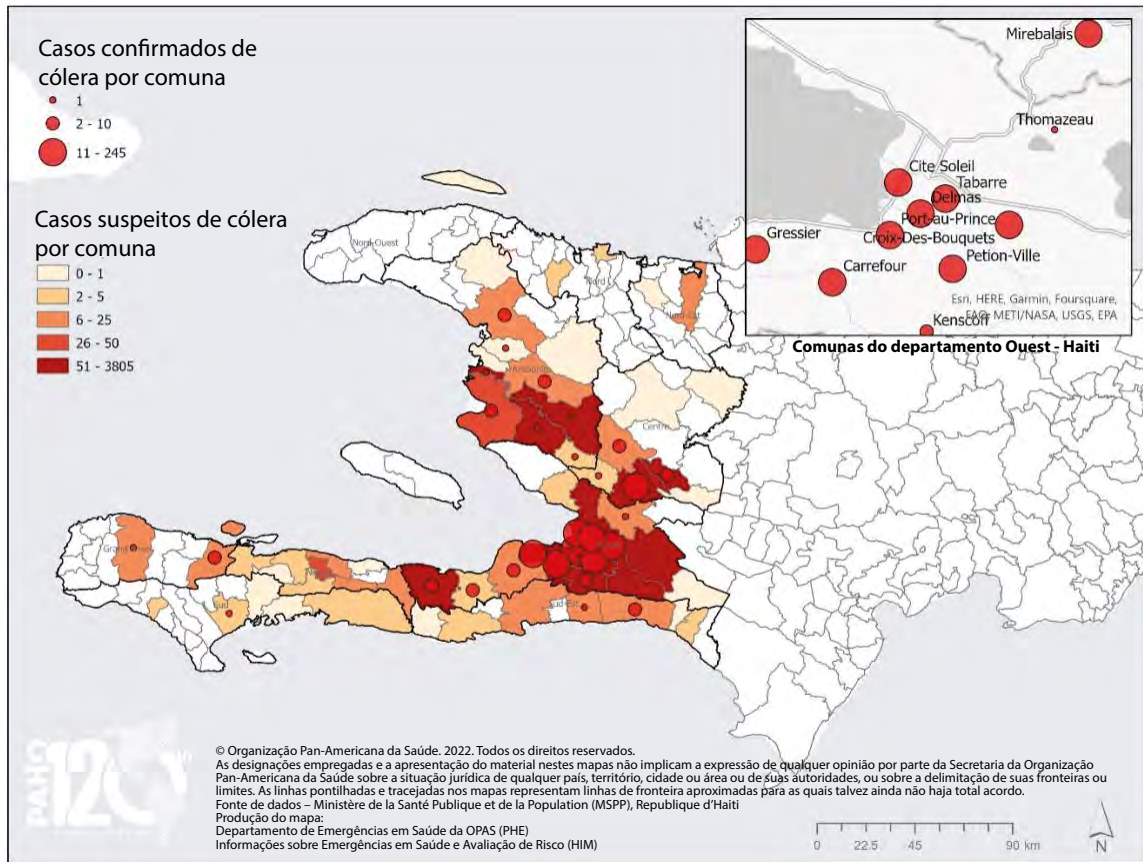 Casos confirmados de
cólera por comuna
1
2 - 10
11 - 245
Casos suspeitos de cólera
por comuna
0 - 1
2 - 5
6 - 25
26 - 50
51 - 3805
Mirebalais
Thomazeau
Cite Soleil
Tabarre
Delmas
Port-au-Prince
Croix-Des-Bouquets
Gressier
Petion-Ville
Carrefour
Kenscoff
Esri, HERE, Garmin, Foursquare,
FAO, METI/NASA, USGS, EPA
Comunas do departamento Ouest - Haiti
Nord-Ouest
Nord
Nord-Est
Artibonite
Centre
Sud
Sud-Est
PAHO
120
© Organização Pan-Americana da Saúde. 2022. Todos os direitos reservados.
As designações empregadas e a apresentação do material nestes mapas não implicam a expressão de qualquer opinião por parte da Secretaria da Organização
Pan-Americana da Saúde sobre a situação jurídica de qualquer país, território, cidade ou área ou de suas autoridades, ou sobre a delimitação de suas fronteiras ou
limites. As linhas pontilhadas e tracejadas nos mapas representam linhas de fronteira aproximadas para as quais talvez ainda não haja total acordo.
Fonte de dados – Ministère de la Santé Publique et de la Population (MSPP), Republique d'Haiti
Produção do mapa:
Departamento de Emergências em Saúde da OPAS (PHE)
Informações sobre Emergências em Saúde e Avaliação de Risco (HIM)
0 22.5 45 90 km
N